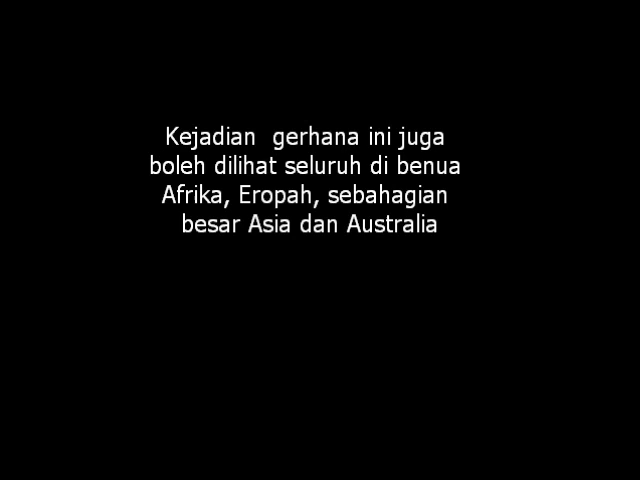 Kejadian  gerhana ini juga
boleh dilihat seluruh di benua
Afrika, Eropah, sebahagian
besar Asia dan Australia